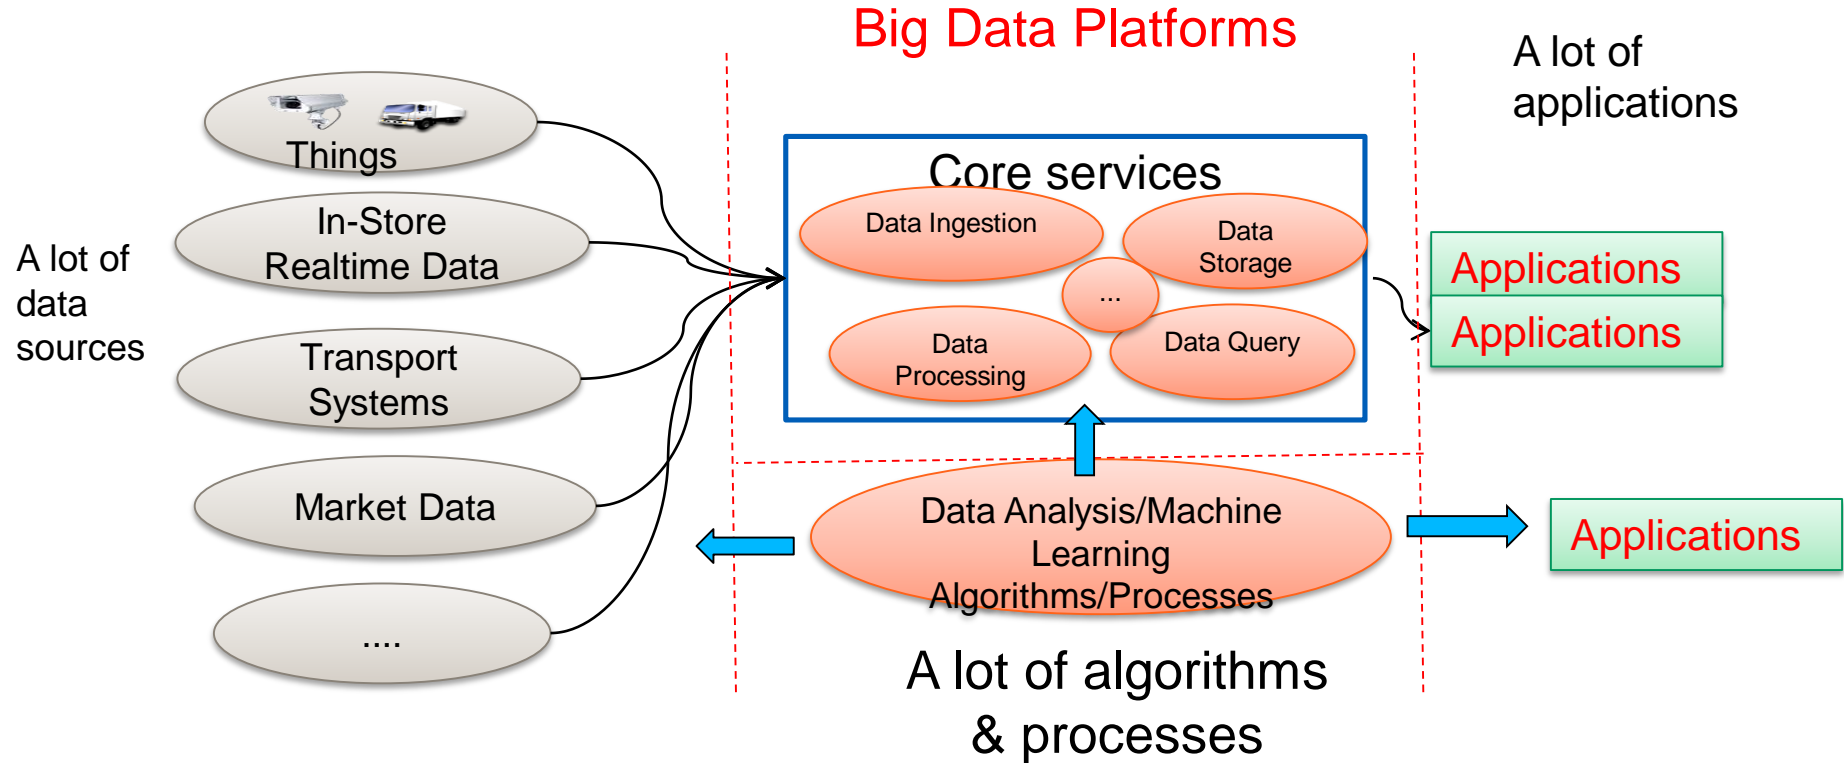 Big Data Platforms
A lot of
applications
Things
In-Store
Realtime Data
A lot of
data
sources
Transport
Systems
Market Data
....
Core services
Data Ingestion
Data
Storage
...
Data
Processing
Data Query
Applications
Applications
Data Analysis/Machine
Learning
Algorithms/Processes
Applications
A lot of algorithms
& processes